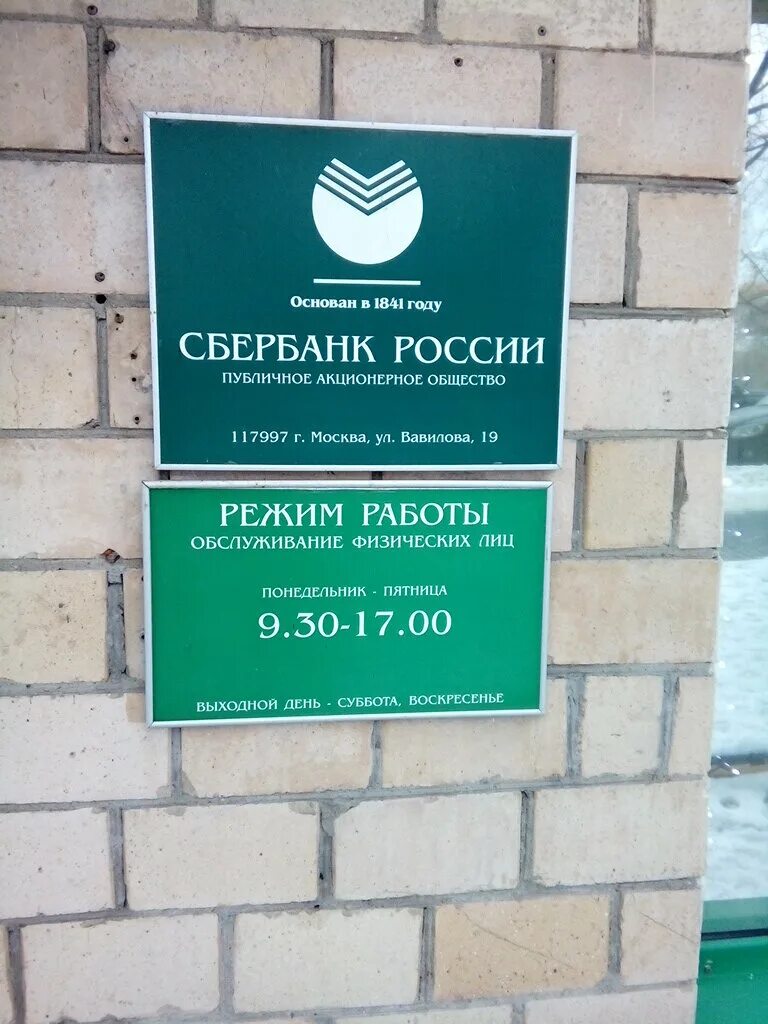 Основан в 1841 году
СБЕРБАНК РОССИИ
ПУБЛИЧНОЕ АКЦИОНЕРНОЕ ОБЩЕСТВО
117997 г. Москва, ул. Вавилова, 19
РЕЖИМ РАБОТЫ
ОБСЛУЖИВАНИЕ ФИЗИЧЕСКИХ ЛИЦ
ПОНЕДЕЛЬНИК - ПЯТНИЦА
9.30-17.00
ВЫХОДНОЙ ДЕНЬ - СУББОТА, ВОСКРЕСЕНЬЕ